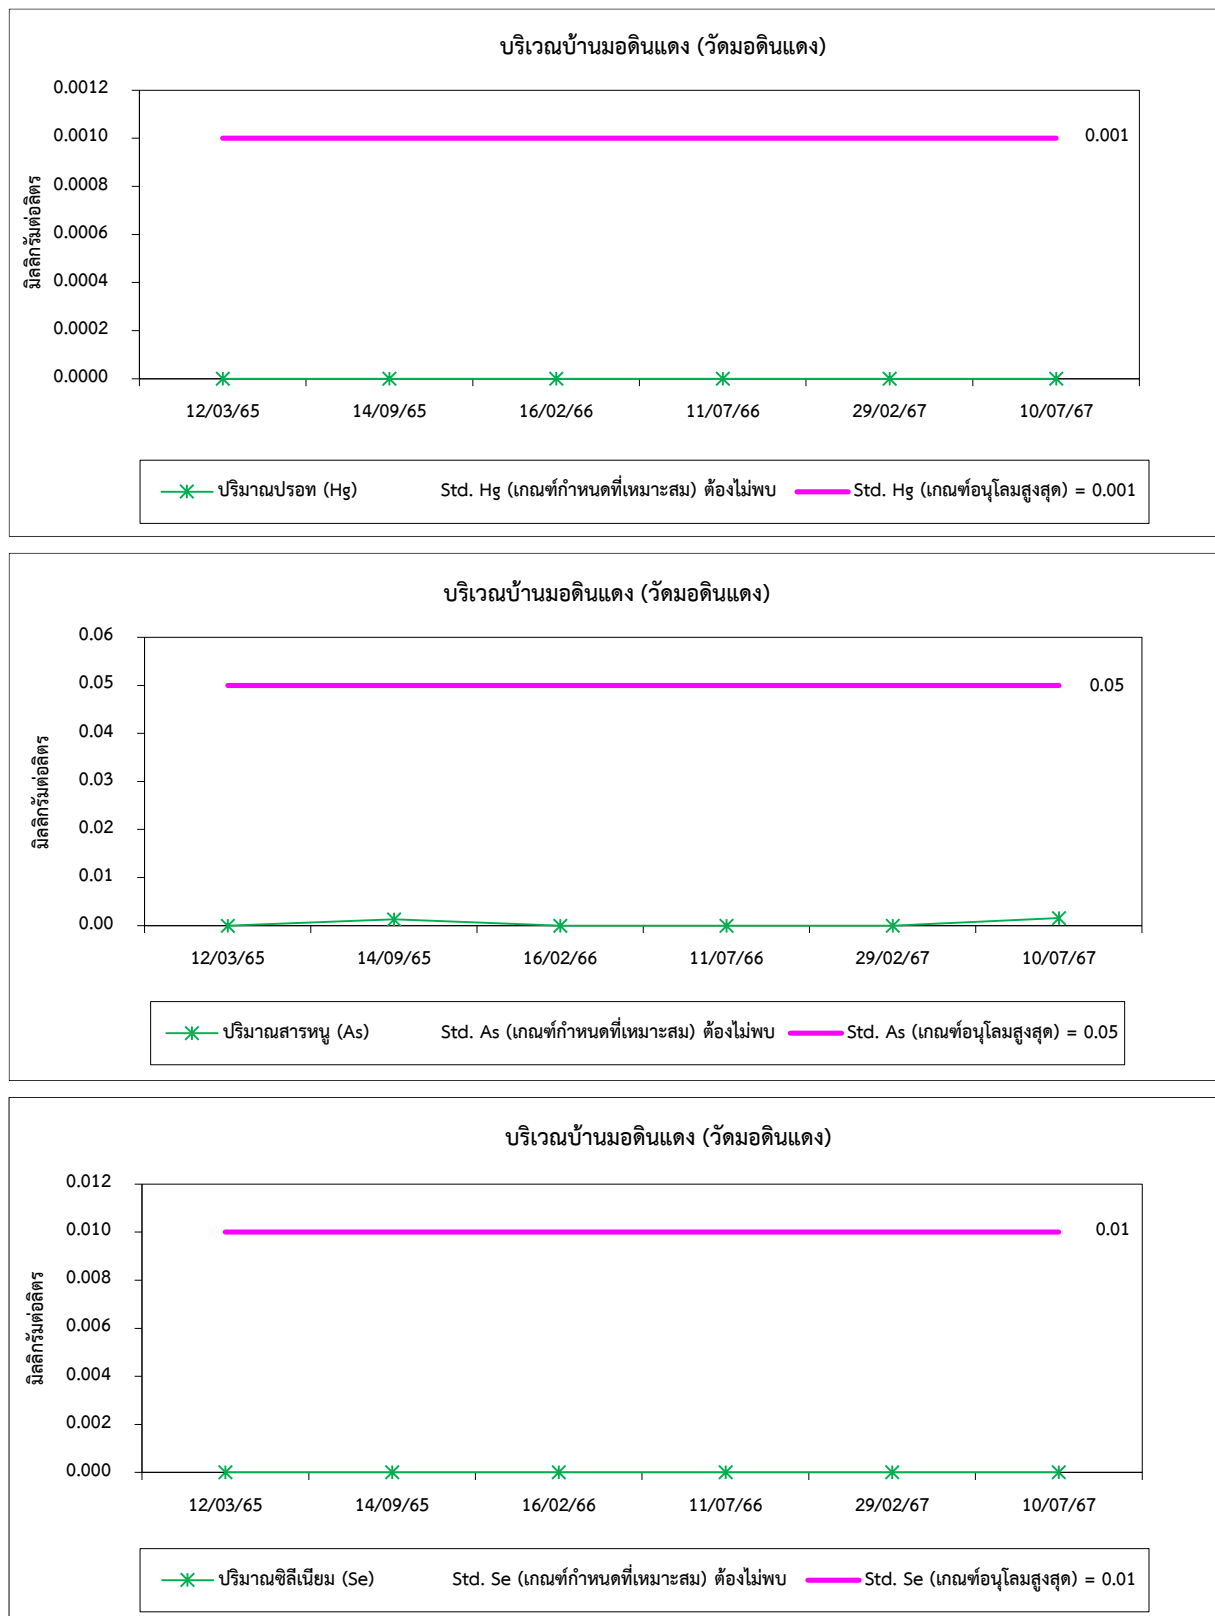 บริเวณบ้านมอดินแดง (วัดมอดินแดง)
มิลลิกรัมต่อลิตร
0.0012
0.0010
0.0008
0.0006
0.0004
0.0002
0.0000
0.001
12/03/65 14/09/65 16/02/66 11/07/66 29/02/67 10/07/67
ปริมาณปรอท (Hg) Std. Hg (เกณฑ์กำหนดที่เหมาะสม) ต้องไม่พบ Std. Hg (เกณฑ์อนุโลมสูงสุด) = 0.001
บริเวณบ้านมอดินแดง (วัดมอดินแดง)
มิลลิกรัมต่อลิตร
0.06
0.05
0.04
0.03
0.02
0.01
0.00
0.05
12/03/65 14/09/65 16/02/66 11/07/66 29/02/67 10/07/67
ปริมาณสารหนู (As) Std. As (เกณฑ์กำหนดที่เหมาะสม) ต้องไม่พบ Std. As (เกณฑ์อนุโลมสูงสุด) = 0.05
บริเวณบ้านมอดินแดง (วัดมอดินแดง)
มิลลิกรัมต่อลิตร
0.012
0.010
0.008
0.006
0.004
0.002
0.000
0.01
12/03/65 14/09/65 16/02/66 11/07/66 29/02/67 10/07/67
ปริมาณซิลีเนียม (Se) Std. Se (เกณฑ์กำหนดที่เหมาะสม) ต้องไม่พบ Std. Se (เกณฑ์อนุโลมสูงสุด) = 0.01